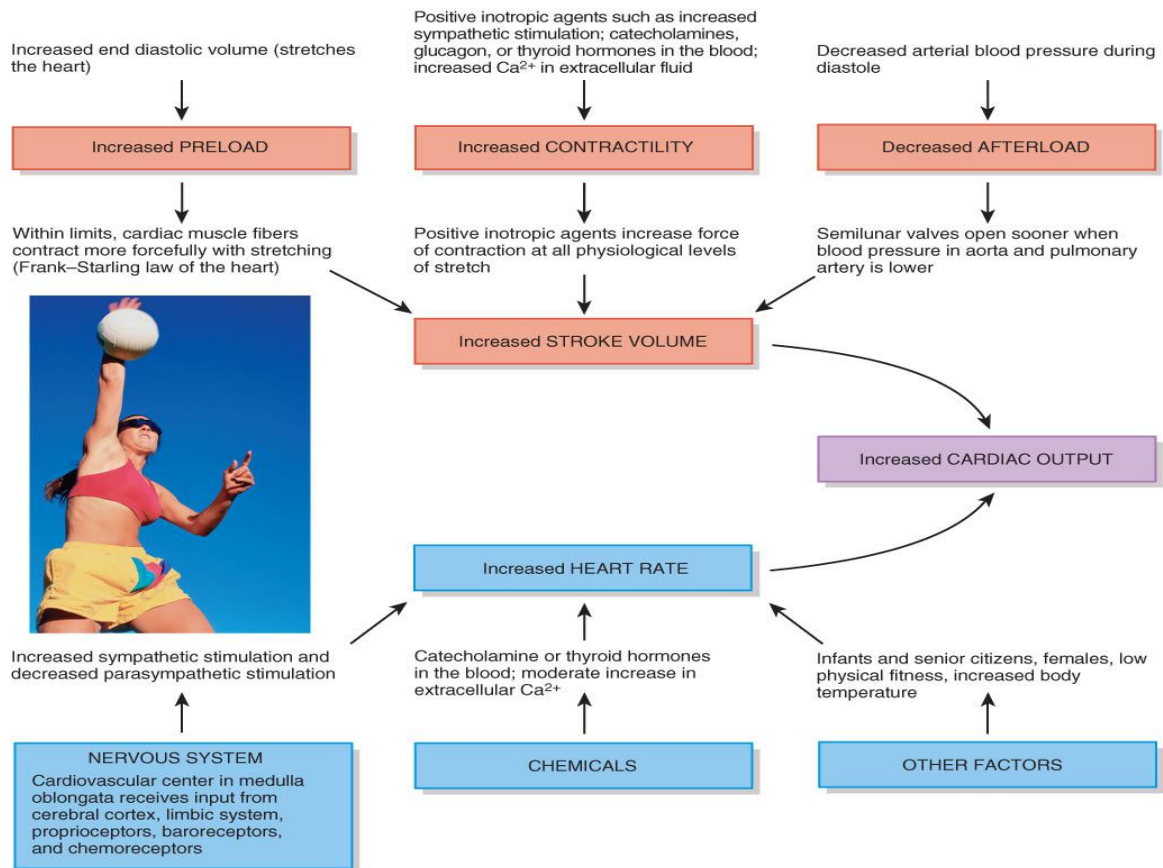 Increased end diastolic volume (stretches
the heart)
Positive inotropic agents such as increased
sympathetic stimulation; catecholamines,
glucagon, or thyroid hormones in the blood;
increased Ca²⁺ in extracellular fluid
Decreased arterial blood pressure during
diastole
Increased PRELOAD
Increased CONTRACTILITY
Decreased AFTERLOAD
Within limits, cardiac muscle fibers
contract more forcefully with stretching
(Frank–Starling law of the heart)
Positive inotropic agents increase force
of contraction at all physiological levels
of stretch
Semilunar valves open sooner when
blood pressure in aorta and pulmonary
artery is lower
Increased STROKE VOLUME
Increased CARDIAC OUTPUT
Increased HEART RATE
Increased sympathetic stimulation and
decreased parasympathetic stimulation
Catecholamine or thyroid hormones
in the blood; moderate increase in
extracellular Ca²⁺
Infants and senior citizens, females, low
physical fitness, increased body
temperature
NERVOUS SYSTEM
Cardiovascular center in medulla
oblongata receives input from
cerebral cortex, limbic system,
proprioceptors, baroreceptors,
and chemoreceptors
CHEMICALS
OTHER FACTORS